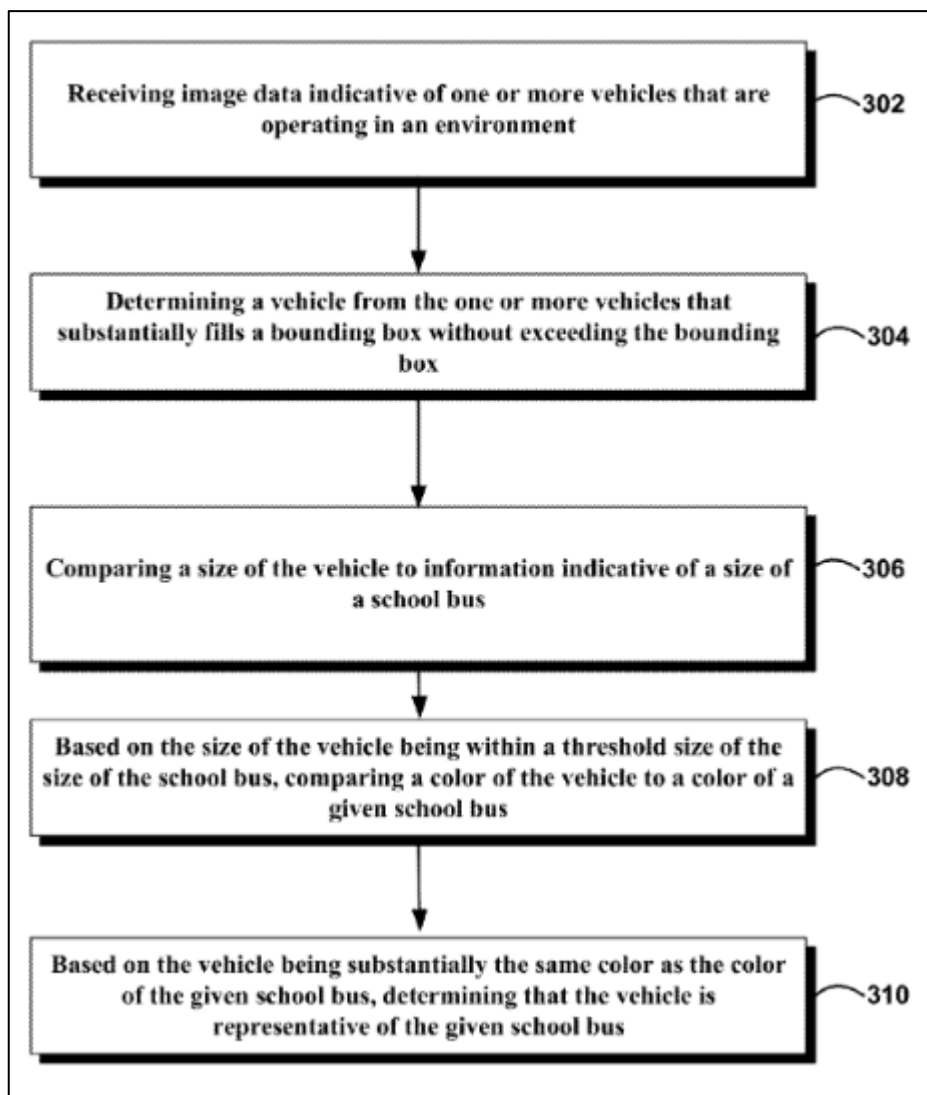 Receiving image data indicative of one or more vehicles that are
operating in an environment
302
Determining a vehicle from the one or more vehicles that
substantially fills a bounding box without exceeding the bounding
box
304
Comparing a size of the vehicle to information indicative of a size of
a school bus
306
Based on the size of the vehicle being within a threshold size of the
size of the school bus, comparing a color of the vehicle to a color of a
given school bus
308
Based on the vehicle being substantially the same color as the color
of the given school bus, determining that the vehicle is
representative of the given school bus
310